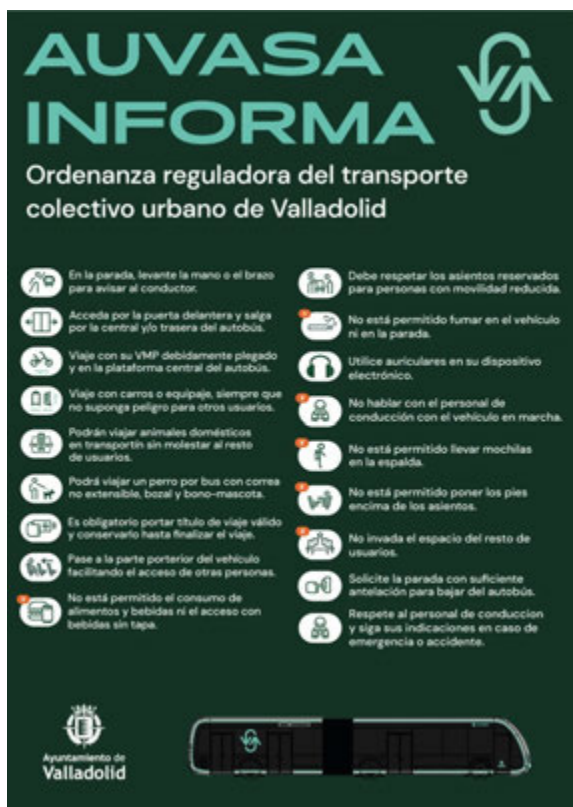 AUVASA
INFORMA
Ordenanza reguladora del transporte
colectivo urbano de Valladolid
En la parada, levante la mano o el brazo
para avisar al conductor.
Acceda por la puerta delantera y salga
por la central y/o trasera del autobús.
Viaje con su VMP debidamente plegado
y en la plataforma central del autobús.
Viaje con carros o equipaje, siempre que
no suponga peligro para otros usuarios.
Podrán viajar animales domésticos
en transportín sin molestar al resto
de usuarios.
Podrá viajar un perro por bus con correa
no extensible, bozal y bono-mascota.
Es obligatorio portar título de viaje válido
y conservarlo hasta finalizar el viaje.
Pase a la parte porterior del vehículo
facilitando el acceso de otras personas.
No está permitido el consumo de
alimentos y bebidas ni el acceso con
bebidas sin tapa.
Debe respetar los asientos reservados
para personas con movilidad reducida.
No está permitido fumar en el vehículo
ni en la parada.
Utilice auriculares en su dispositivo
electrónico.
No hablar con el personal de
conducción con el vehículo en marcha.
No está permitido llevar mochilas
en la espalda.
No está permitido poner los pies
encima de los asientos.
No invada el espacio del resto de
usuarios.
Solicite la parada con suficiente
antelación para bajar del autobús.
Respete al personal de conduccion
y siga sus indicaciones en caso de
emergencia o accidente.
Ayuntamiento de
Valladolid